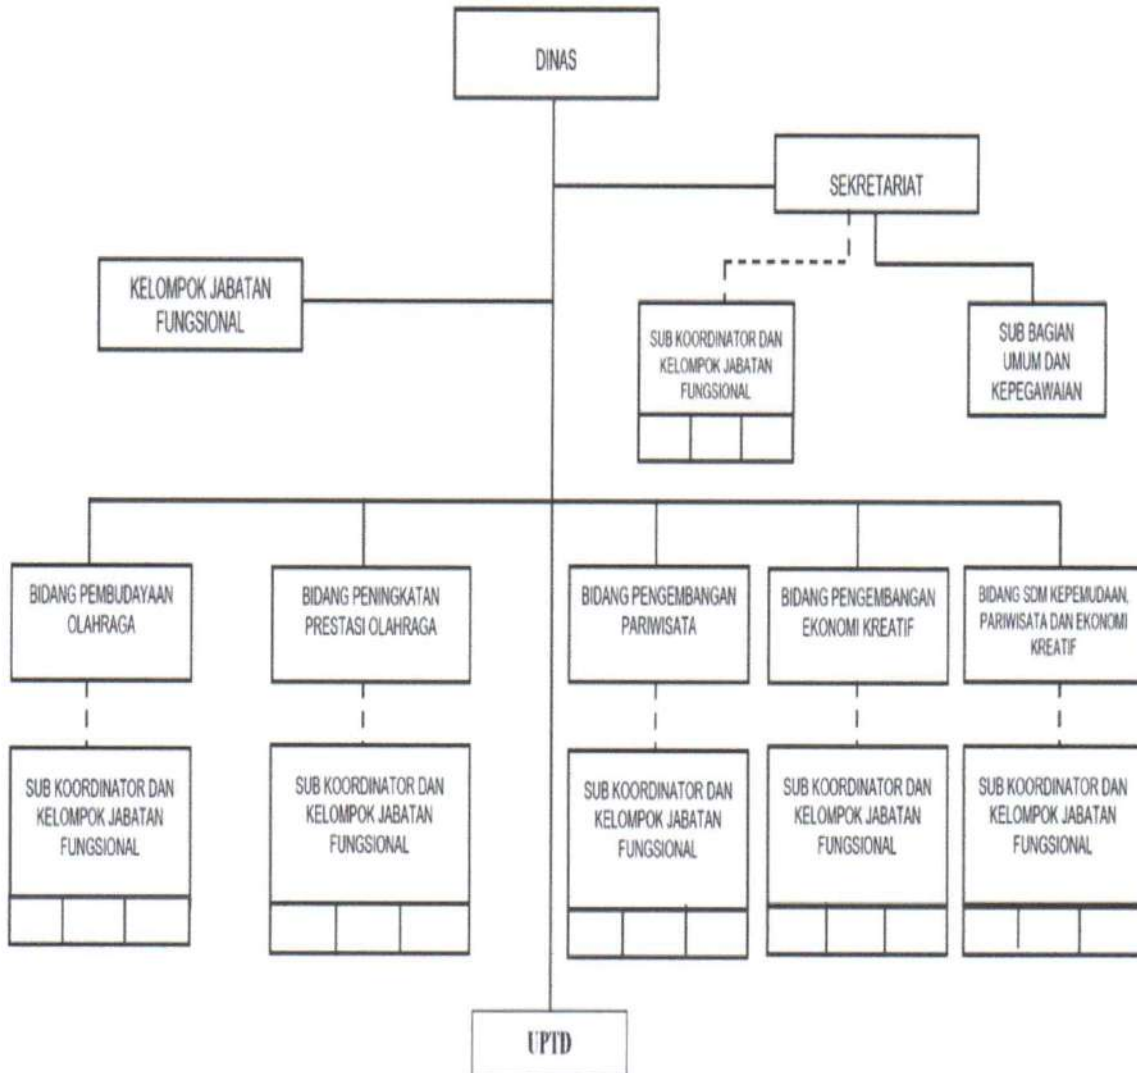 DINAS
SEKRETARIAT
KELOMPOK JABATAN
FUNGSIONAL
SUB KOORDINATOR DAN
KELOMPOK JABATAN
FUNGSIONAL
SUB BAGIAN
UMUM DAN
KEPEGAWAIAN
BIDANG PEMBUDAYAAN
OLAHRAGA
BIDANG PENINGKATAN
PRESTASI OLAHRAGA
BIDANG PENGEMBANGAN
PARIWISATA
BIDANG PENGEMBANGAN
EKONOMI KREATIF
BIDANG SDM KEPEMUDAAN,
PARIWISATA DAN EKONOMI
KREATIF
SUB KOORDINATOR DAN
KELOMPOK JABATAN
FUNGSIONAL
SUB KOORDINATOR DAN
KELOMPOK JABATAN
FUNGSIONAL
SUB KOORDINATOR DAN
KELOMPOK JABATAN
FUNGSIONAL
SUB KOORDINATOR DAN
KELOMPOK JABATAN
FUNGSIONAL
SUB KOORDINATOR DAN
KELOMPOK JABATAN
FUNGSIONAL
UPTD